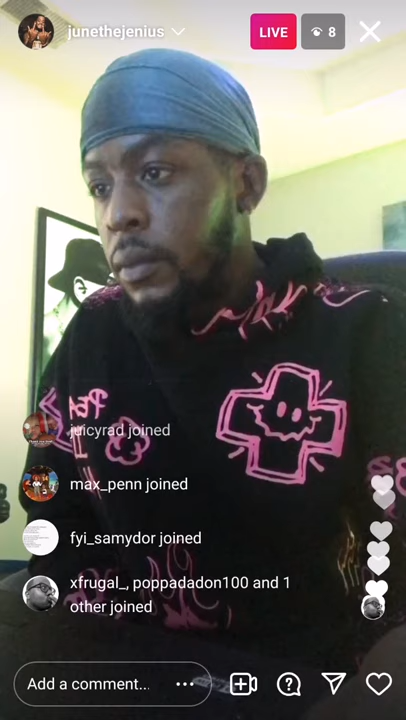 junethejenius
LIVE
8
juicyrad joined
max_penn joined
fyi_samydor joined
xfrugal_, poppadadon100 and 1
other joined
Add a comment...